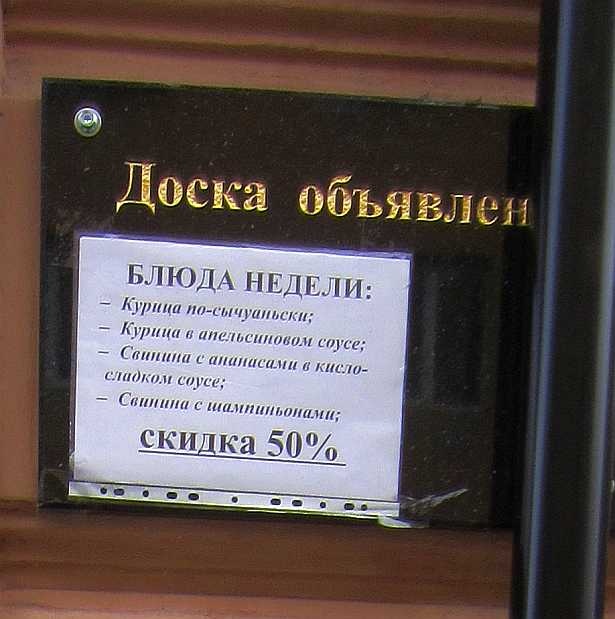 Доска объявлен
БЛЮДА НЕДЕЛИ:
– Курица по-сычуаньски;
– Курица в апельсиновом соусе;
– Свинина с ананасами в кисло-
сладком соусе;
– Свинина с шампиньонами;
скидка 50%